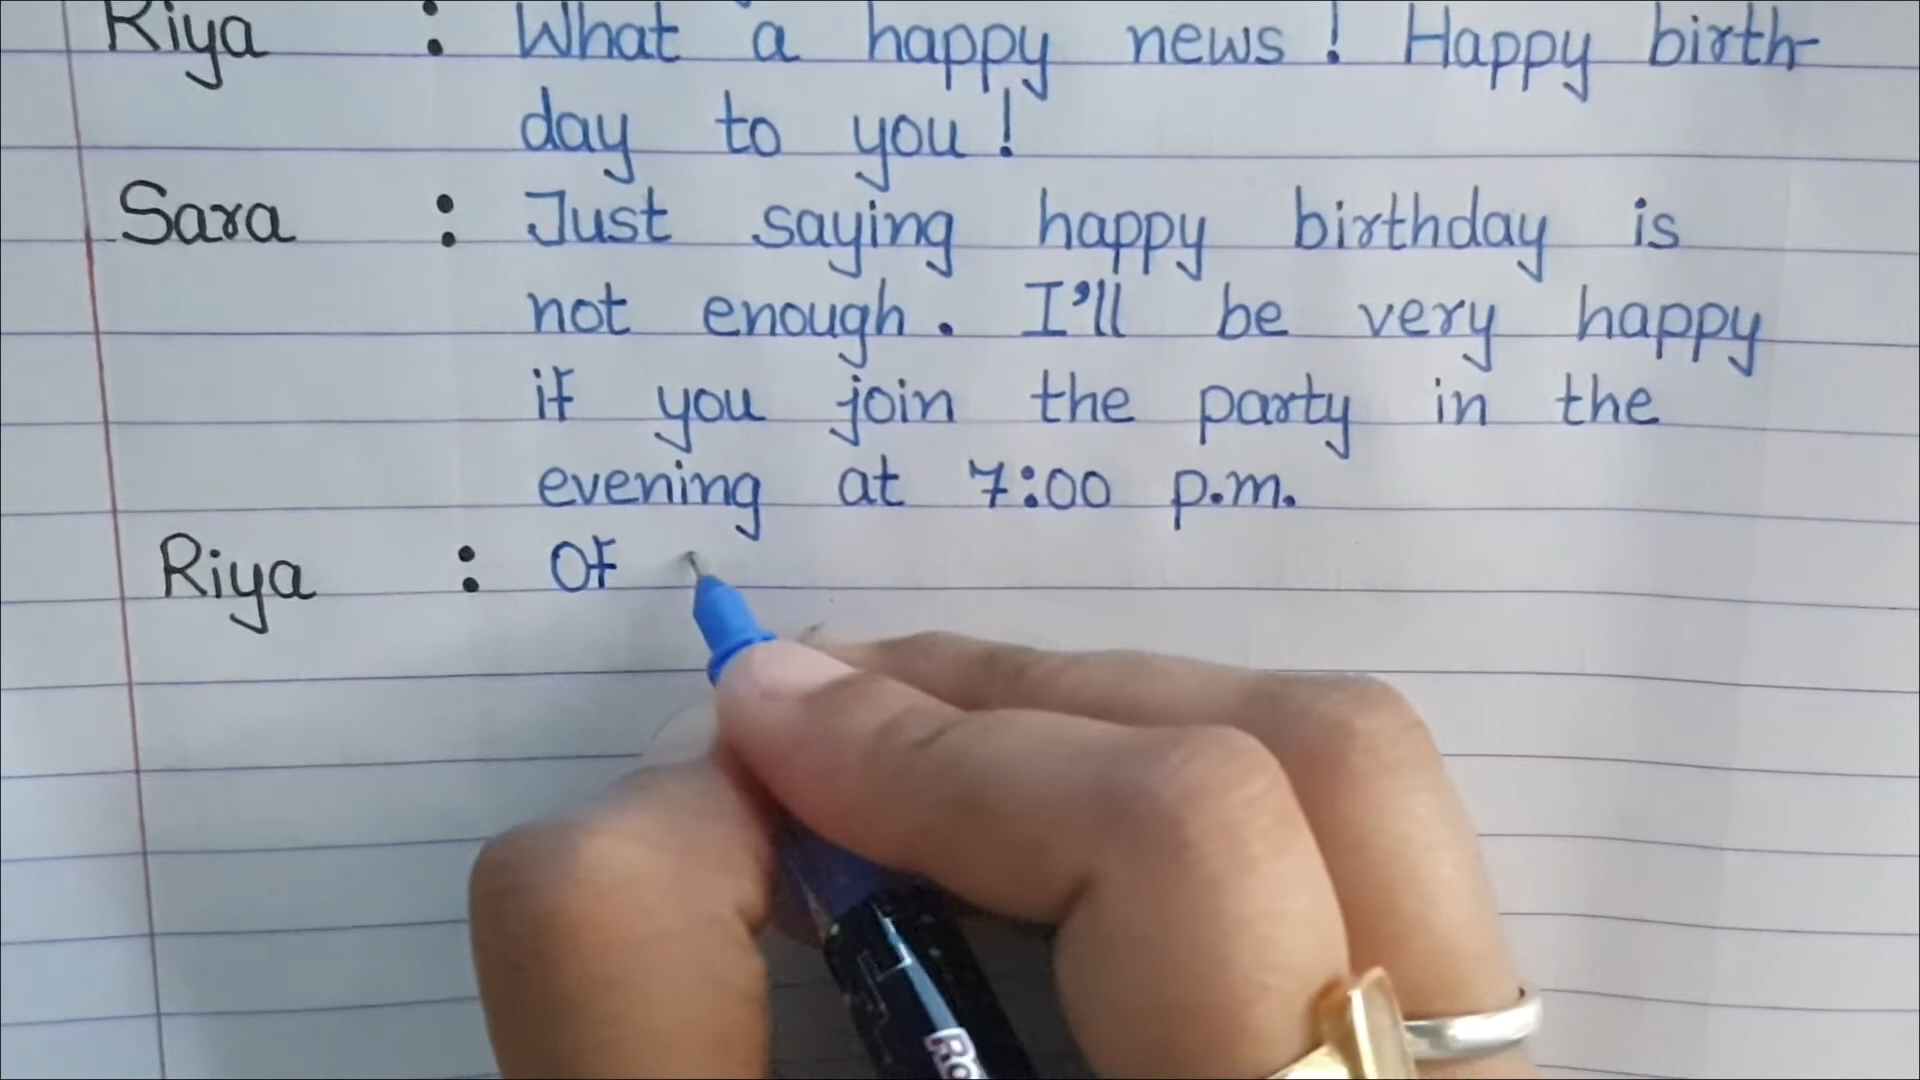 Riya : What a happy news! Happy birth-
day to you!
Sara : Just saying happy birthday is
not enough. I'll be very happy
if you join the party in the
evening at 7:00 p.m.
Riya : Of